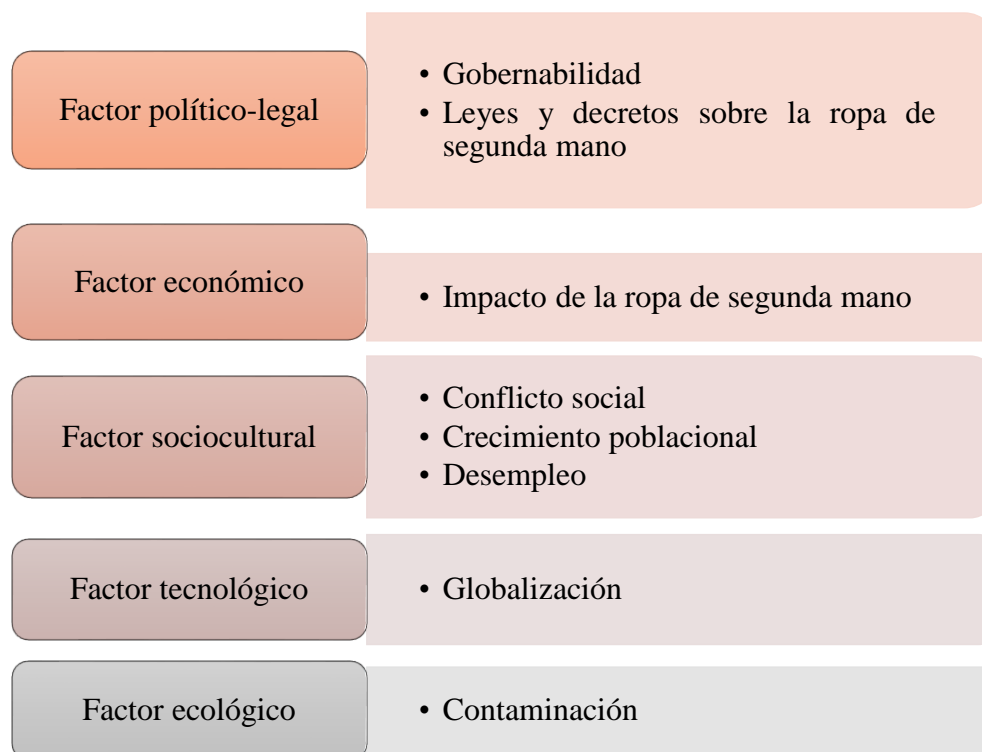 Factor político-legal
• Gobernabilidad
• Leyes y decretos sobre la ropa de
segunda mano
Factor económico
• Impacto de la ropa de segunda mano
Factor sociocultural
• Conflicto social
• Crecimiento poblacional
• Desempleo
Factor tecnológico
• Globalización
Factor ecológico
• Contaminación